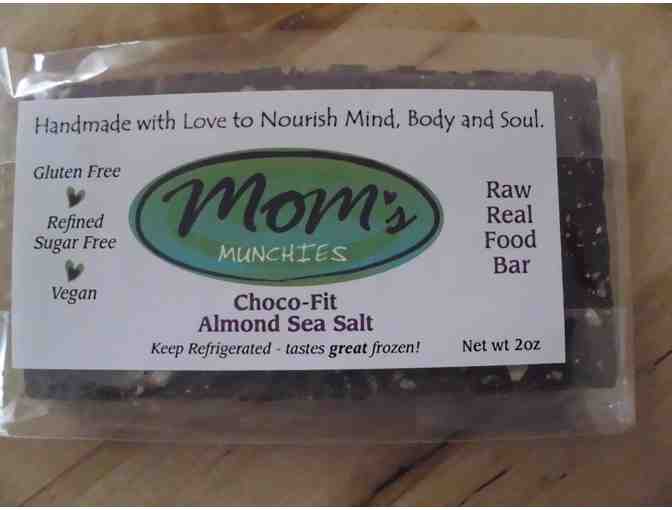 Handmade with Love to Nourish Mind, Body and Soul.
Gluten Free
Refined
Sugar Free
Vegan
Mom's
MUNCHIES
Raw
Real
Food
Bar
Choco-Fit
Almond Sea Salt
Keep Refrigerated - tastes great frozen!
Net wt 2oz